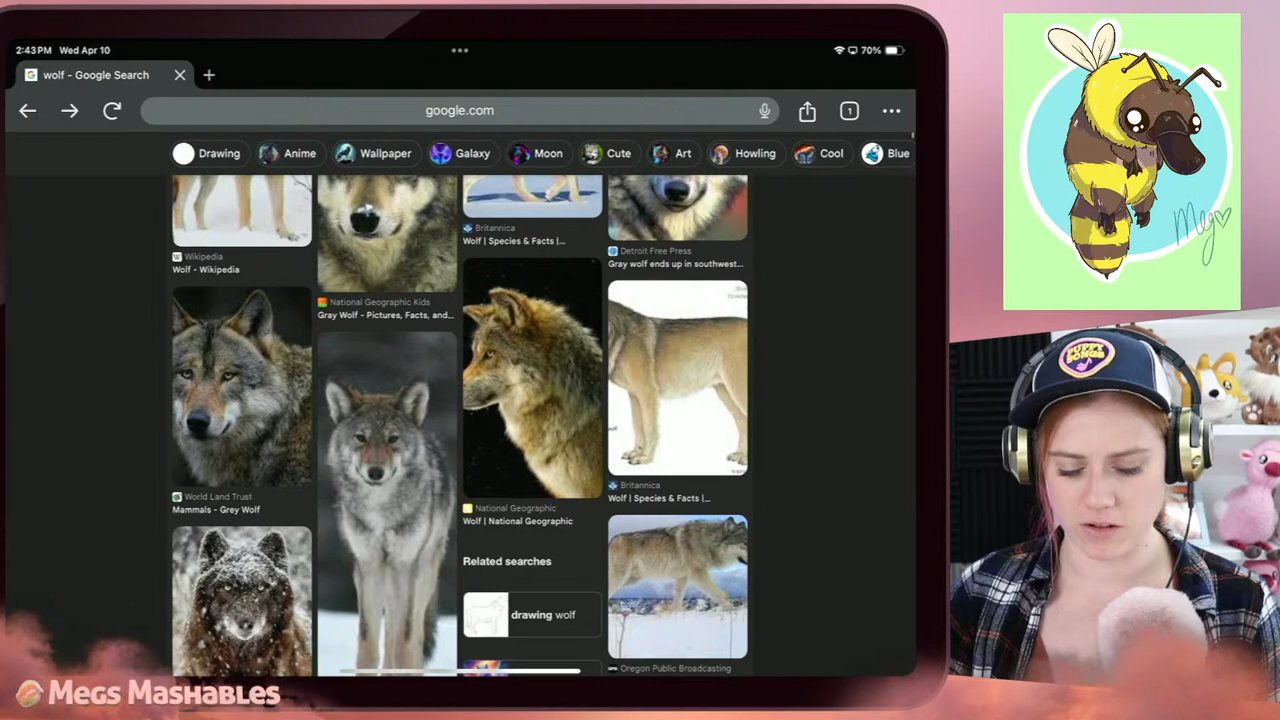 2:43 PM Wed Apr 10
70%
wolf - Google Search
google.com
1
Drawing
Anime
Wallpaper
Galaxy
Moon
Cute
Art
Howling
Cool
Blue
Wikipedia
Wolf - Wikipedia
National Geographic Kids
Gray Wolf - Pictures, Facts, and...
Britannica
Wolf | Species & Facts |...
Detroit Free Press
Gray wolf ends up in southwest...
World Land Trust
Mammals - Grey Wolf
National Geographic
Wolf | National Geographic
Britannica
Wolf | Species & Facts |...
Related searches
drawing wolf
Oregon Public Broadcasting
Meg
PUPPY
SONGS
Megs Mashables